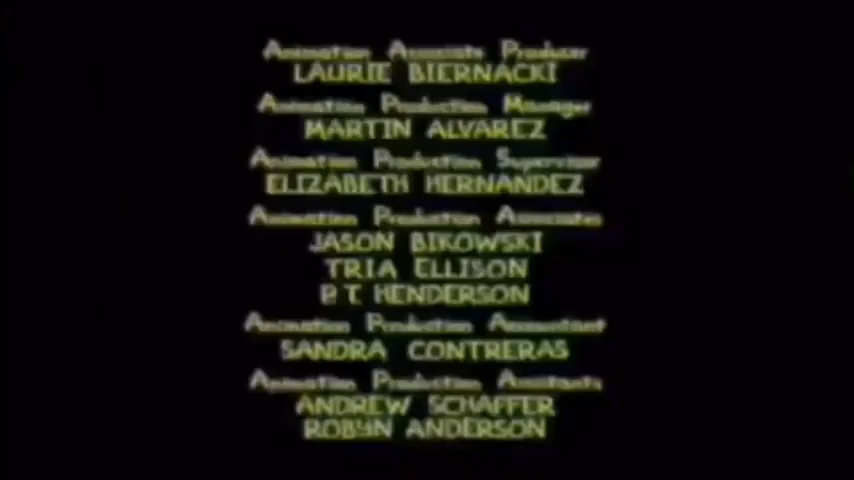 Animation Associate Producer
LAURIE BIERNACKI
Animation Production Manager
MARTIN ALVAREZ
Animation Production Supervisor
ELIZABETH HERNANDEZ
Animation Production Associates
JASON BIKOWSKI
TRIA ELLISON
P.T. HENDERSON
Animation Production Accountant
SANDRA CONTRERAS
Animation Production Assistants
ANDREW SCHAFFER
ROBYN ANDERSON